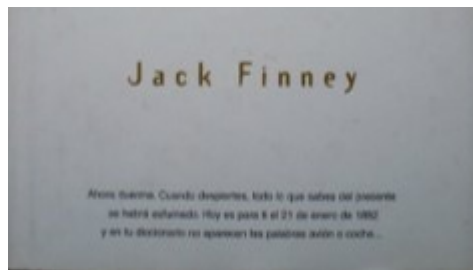 Jack Finney
Ahora duerma. Cuando despiertes, todo lo que sabes del presente
se habrá esfumado. Hoy es para ti el 21 de enero de 1882
y en tu diccionario no aparecen las palabras avión o coche...